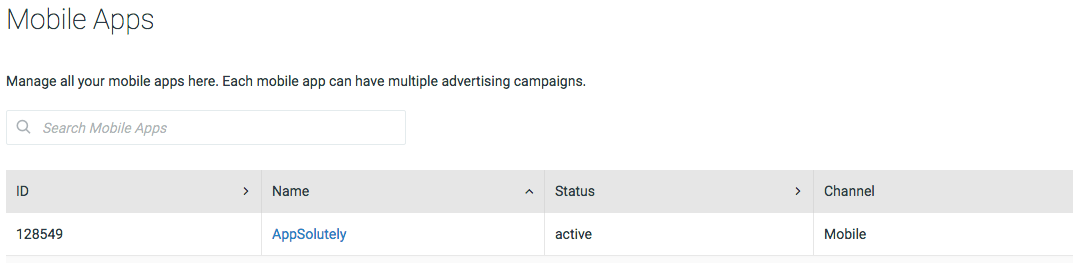 Mobile Apps
Manage all your mobile apps here. Each mobile app can have multiple advertising campaigns.
Search Mobile Apps
ID Name Status Channel
128549 AppSolutely active Mobile